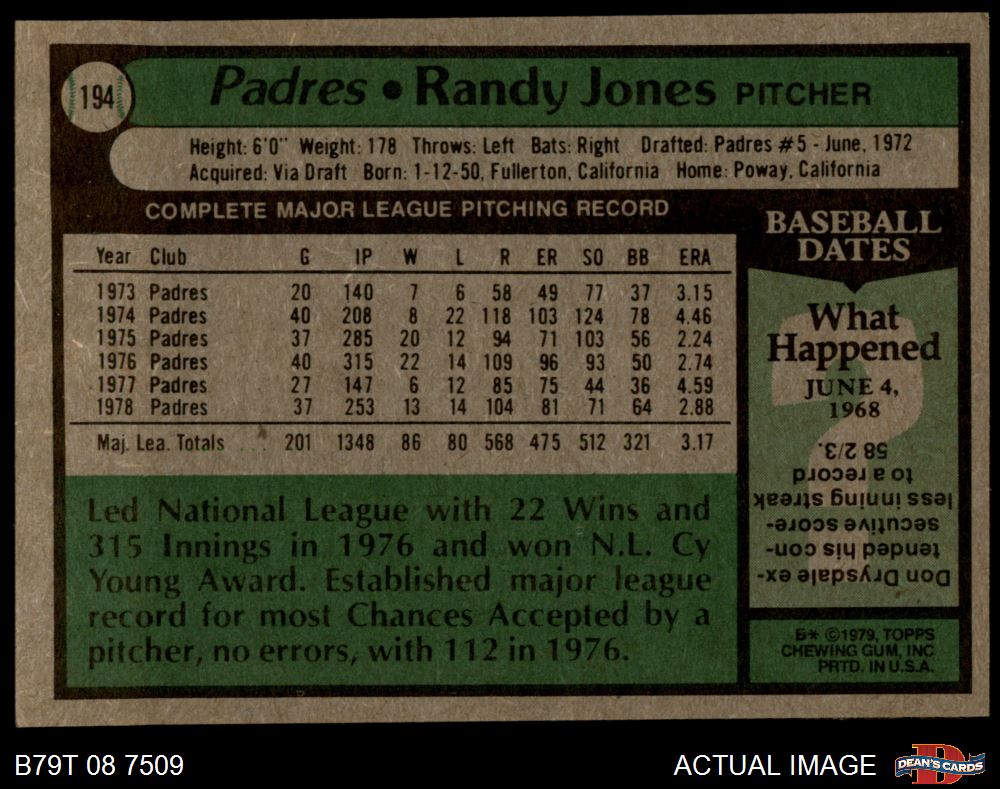 194
Padres • Randy Jones PITCHER
Height: 6'0" Weight: 178 Throws: Left Bats: Right Drafted: Padres #5 - June, 1972
Acquired: Via Draft Born: 1-12-50, Fullerton, California Home: Poway, California
COMPLETE MAJOR LEAGUE PITCHING RECORD
Year Club G IP W L R ER SO BB ERA
1973 Padres 20 140 7 6 58 49 77 37 3.15
1974 Padres 40 208 8 22 118 103 124 78 4.46
1975 Padres 37 285 20 12 94 71 103 56 2.24
1976 Padres 40 315 22 14 109 96 93 50 2.74
1977 Padres 27 147 6 12 85 75 44 36 4.59
1978 Padres 37 253 13 14 104 81 71 64 2.88
Maj. Lea. Totals . . . 201 1348 86 80 568 475 512 321 3.17
Led National League with 22 Wins and
315 Innings in 1976 and won N.L. Cy
Young Award. Established major league
record for most Chances Accepted by a
pitcher, no errors, with 112 in 1976.
BASEBALL
DATES
What
Happened
JUNE 4,
1968
Don Drysdale ex-
tended his con-
secutive score-
less inning streak
to a record
58 2/3.
B* ©1979, TOPPS
CHEWING GUM, INC
PRTD. IN U.S.A.
B79T 08 7509
ACTUAL IMAGE
DEAN'S CARDS